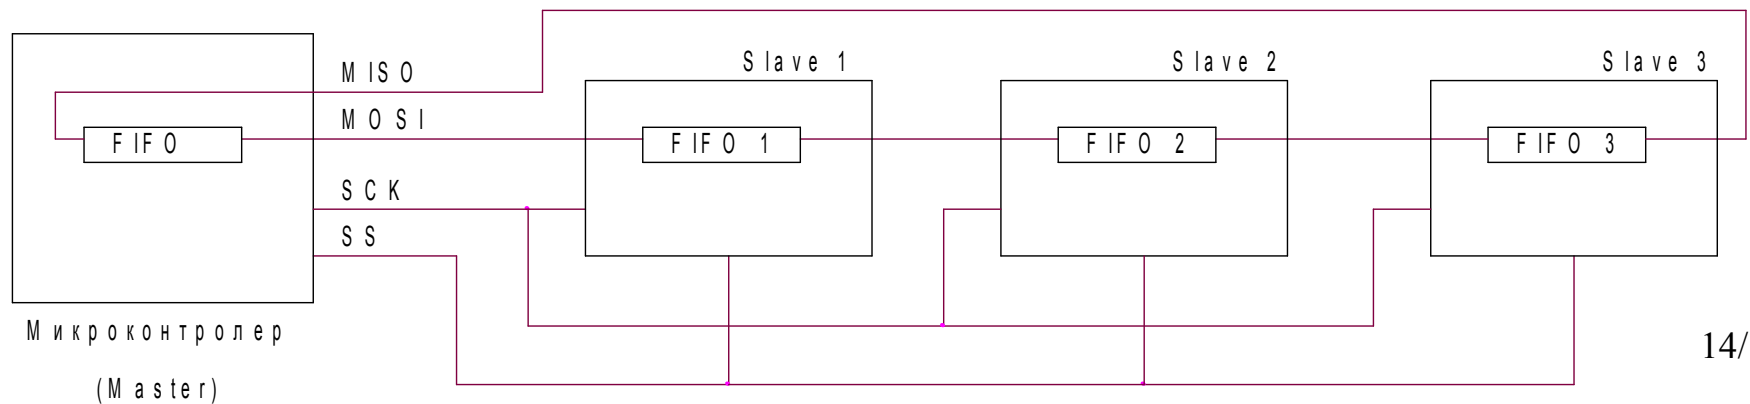 Slave 1
Slave 2
Slave 3
MISO
MOSI
FIFO
FIFO 1
FIFO 2
FIFO 3
SCK
SS
Микроконтролер
(Master)
14/